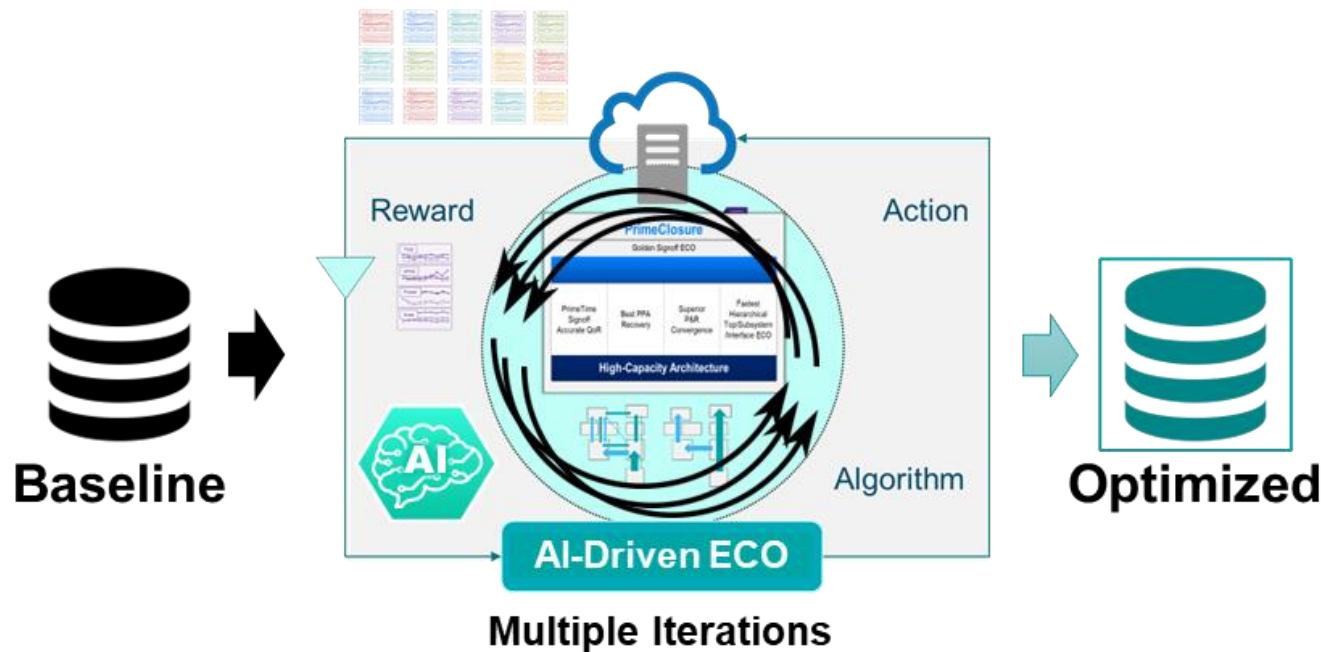 Reward
Action
PrimeClosure
Golden Signoff ECO
PrimeTime
Signoff
Accurate QoR
Best PPA
Recovery
Superior
P&R
Convergence
Fastest
Hierarchical
Top/Subsystem
/Interface ECO
High-Capacity Architecture
AI
Algorithm
Baseline
Optimized
AI-Driven ECO
Multiple Iterations